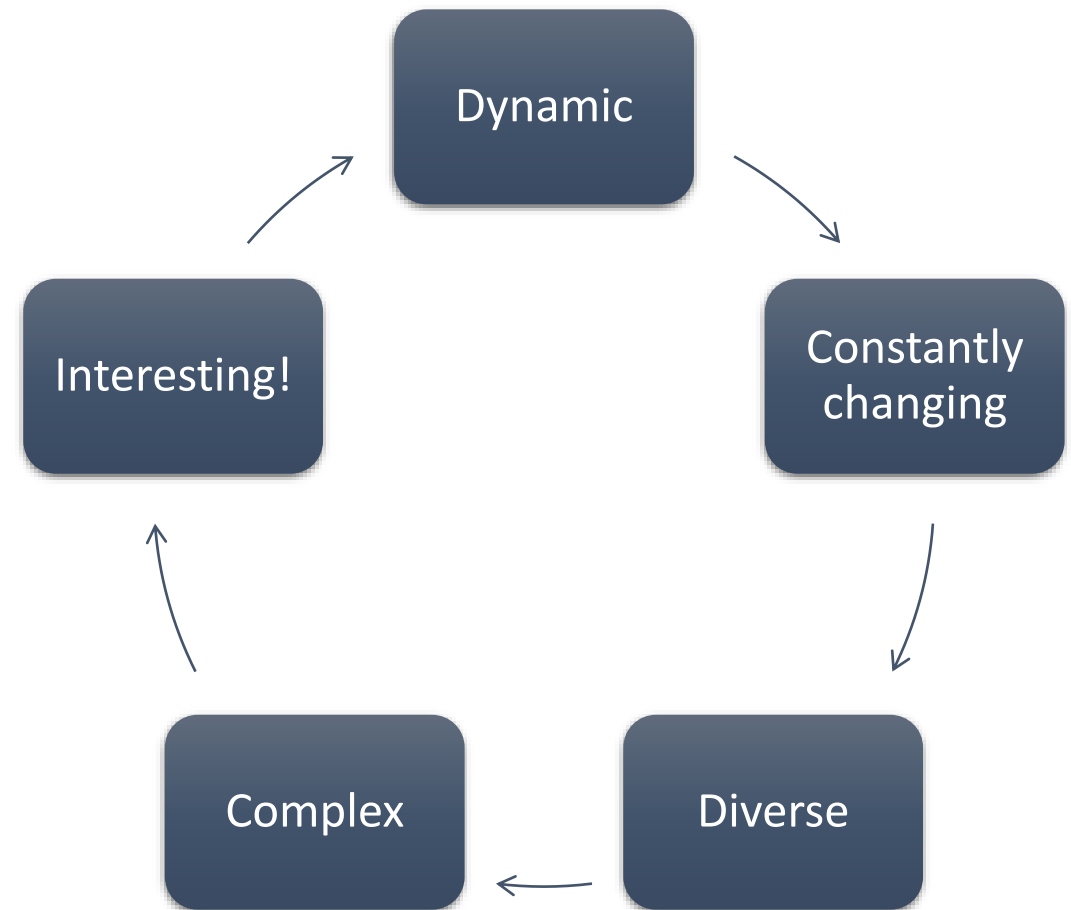 Dynamic
Constantly
changing
Diverse
Complex
Interesting!